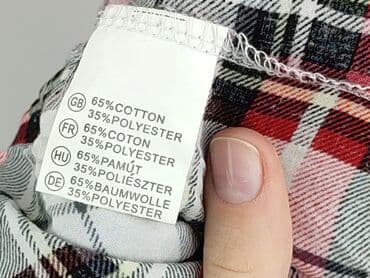 GB 65%COTTON
35%POLYESTER
FR 65%COTON
35%POLYESTER
HU 65%PAMÚT
35%POLIÉSZTER
DE 65%BAUMWOLLE
35%POLYESTER